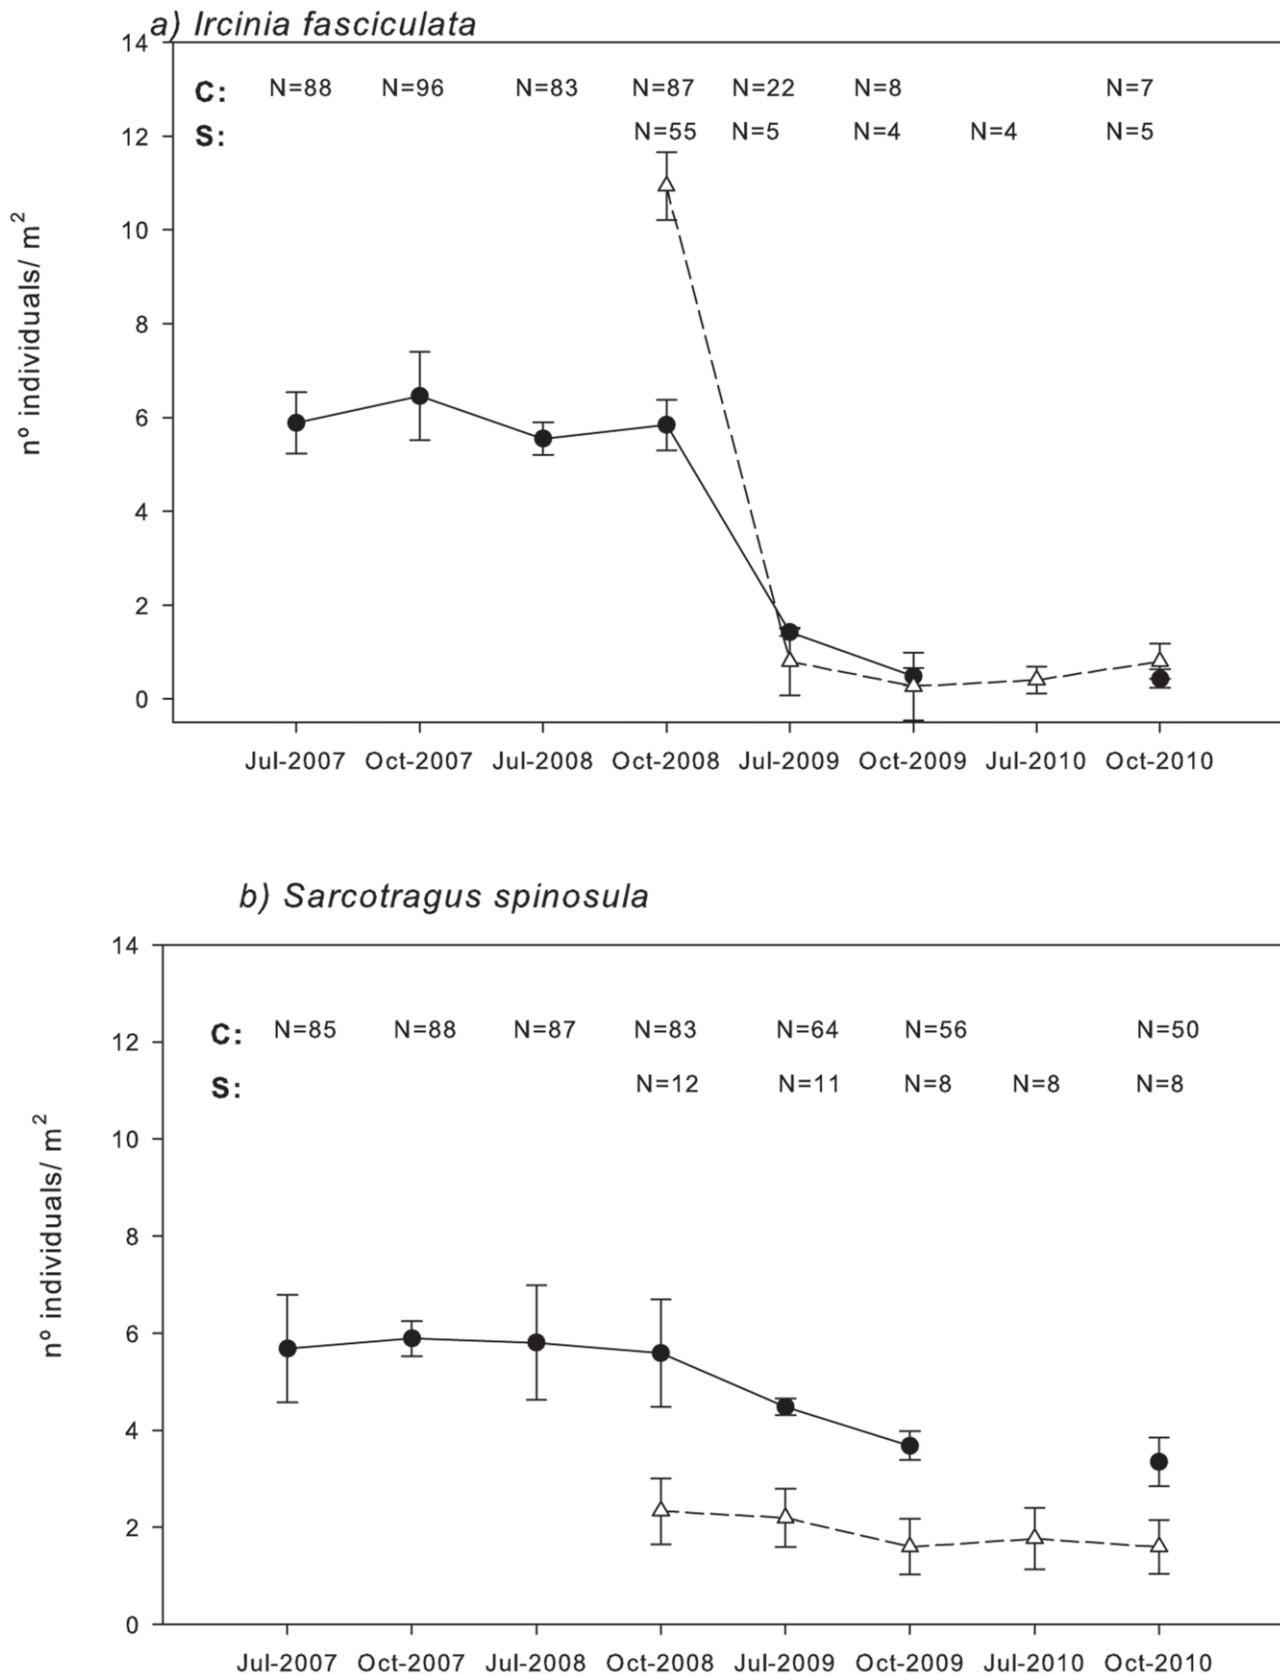 a) Ircinia fasciculata
14
C: N=88 N=96 N=83 N=87 N=22 N=8 N=7
S: N=55 N=5 N=4 N=4 N=5
12
10
8
6
4
2
0
nº individuals/ m²
Jul-2007 Oct-2007 Jul-2008 Oct-2008 Jul-2009 Oct-2009 Jul-2010 Oct-2010
b) Sarcotragus spinosula
14
C: N=85 N=88 N=87 N=83 N=64 N=56 N=50
12
S: N=12 N=11 N=8 N=8 N=8
10
8
6
4
2
0
nº individuals/ m²
Jul-2007 Oct-2007 Jul-2008 Oct-2008 Jul-2009 Oct-2009 Jul-2010 Oct-2010